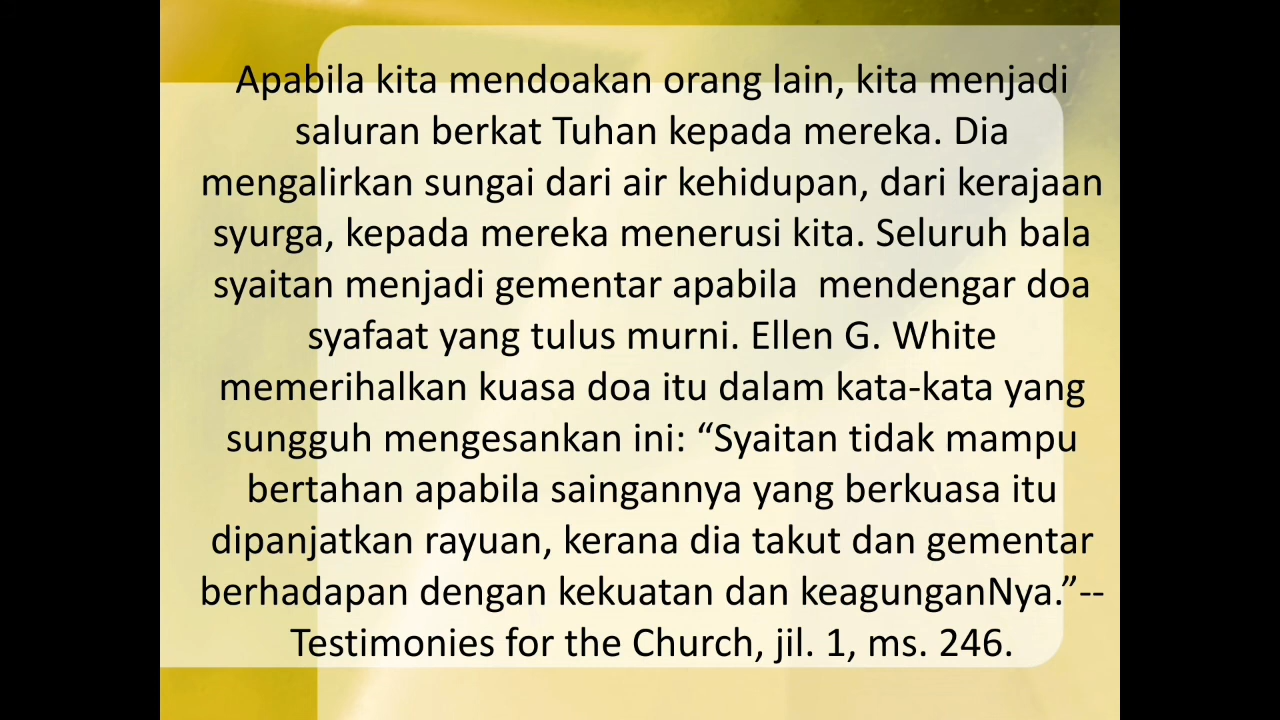 Apabila kita mendoakan orang lain, kita menjadi
saluran berkat Tuhan kepada mereka. Dia
mengalirkan sungai dari air kehidupan, dari kerajaan
syurga, kepada mereka menerusi kita. Seluruh bala
syaitan menjadi gementar apabila  mendengar doa
syafaat yang tulus murni. Ellen G. White
memerihalkan kuasa doa itu dalam kata-kata yang
sungguh mengesankan ini: “Syaitan tidak mampu
bertahan apabila saingannya yang berkuasa itu
dipanjatkan rayuan, kerana dia takut dan gementar
berhadapan dengan kekuatan dan keagunganNya.”--
Testimonies for the Church, jil. 1, ms. 246.